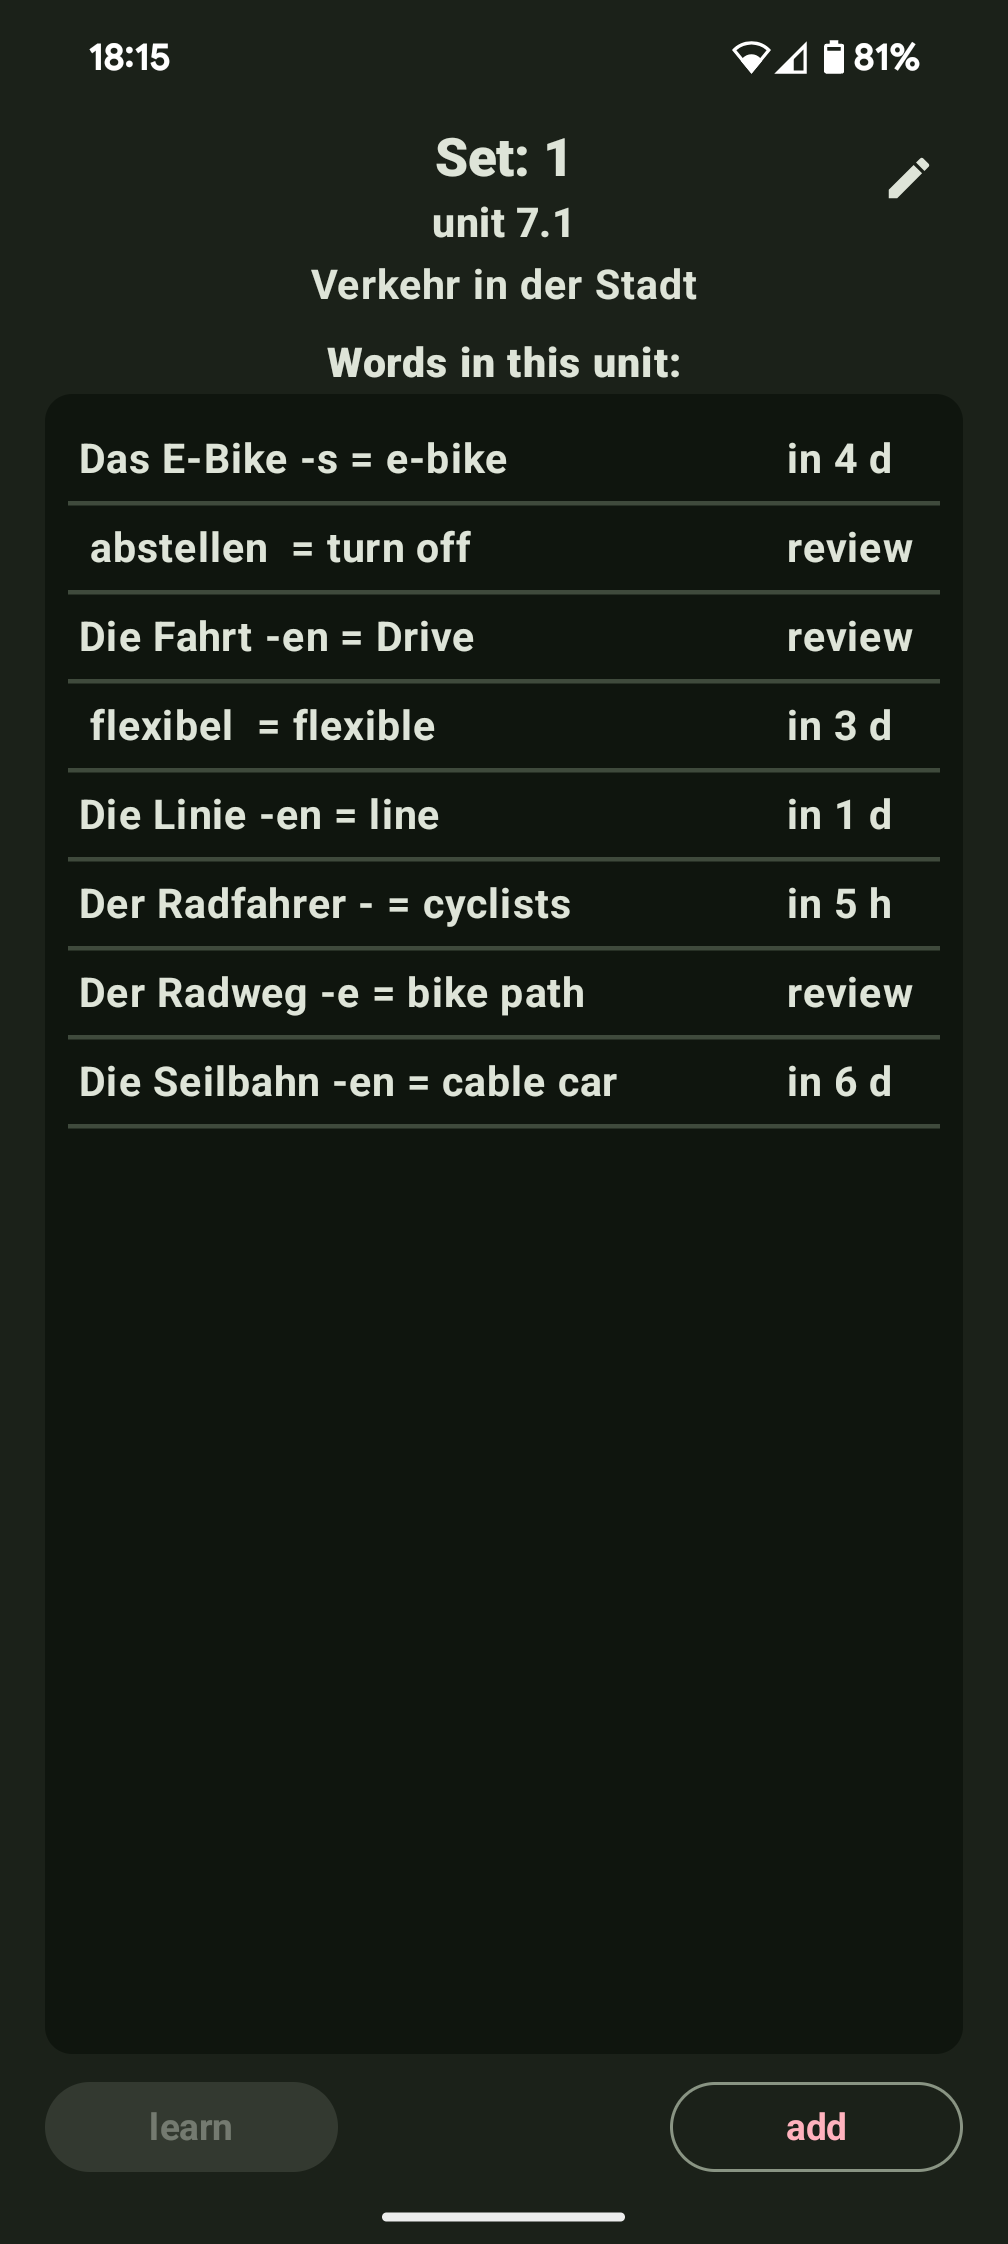 18:15 81%
Set: 1
unit 7.1
Verkehr in der Stadt
Words in this unit:
Das E-Bike -s = e-bike in 4 d
abstellen = turn off review
Die Fahrt -en = Drive review
flexibel = flexible in 3 d
Die Linie -en = line in 1 d
Der Radfahrer - = cyclists in 5 h
Der Radweg -e = bike path review
Die Seilbahn -en = cable car in 6 d
learn add